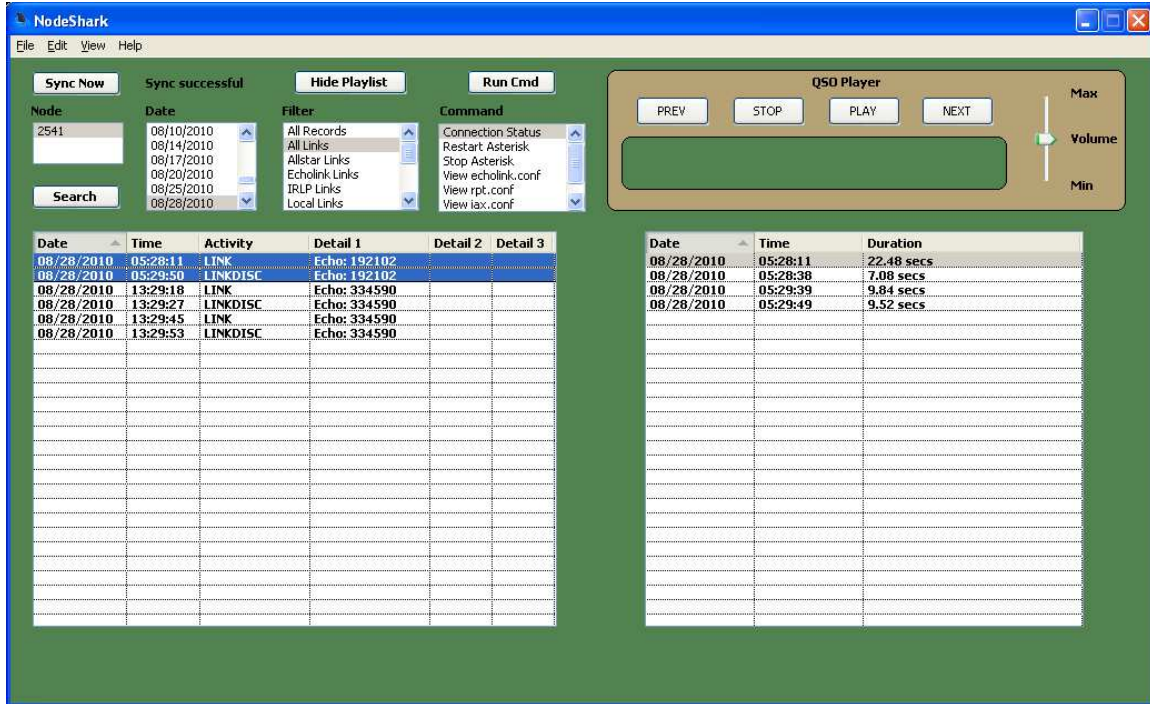 NodeShark
File Edit View Help
Sync Now Sync successful Hide Playlist Run Cmd
Node Date Filter Command
2541
08/10/2010
08/14/2010
08/17/2010
08/20/2010
08/25/2010
08/28/2010
All Records
All Links
Allstar Links
Echolink Links
IRLP Links
Local Links
Connection Status
Restart Asterisk
Stop Asterisk
View echolink.conf
View rpt.conf
View iax.conf
Search
QSO Player
PREV STOP PLAY NEXT
Max
Volume
Min
Date Time Activity Detail 1 Detail 2 Detail 3
08/28/2010 05:28:11 LINK Echo: 192102
08/28/2010 05:29:50 LINKDISC Echo: 192102
08/28/2010 13:29:18 LINK Echo: 334590
08/28/2010 13:29:27 LINKDISC Echo: 334590
08/28/2010 13:29:45 LINK Echo: 334590
08/28/2010 13:29:53 LINKDISC Echo: 334590
Date Time Duration
08/28/2010 05:28:11 22.48 secs
08/28/2010 05:28:38 7.08 secs
08/28/2010 05:29:39 9.84 secs
08/28/2010 05:29:49 9.52 secs